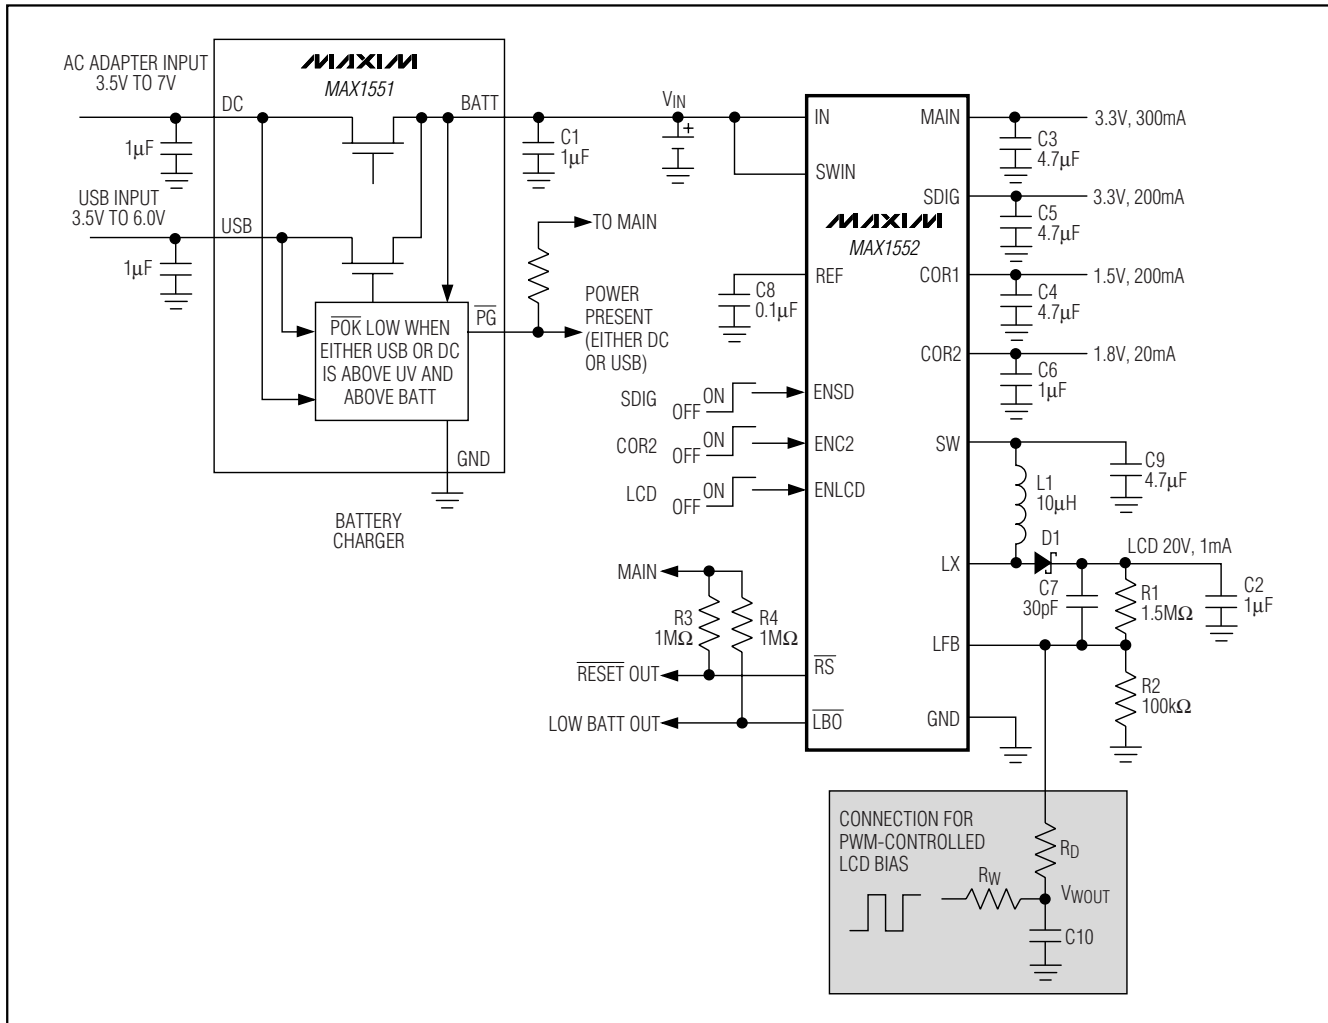 AC ADAPTER INPUT
3.5V TO 7V
DC
MAXIM
MAX1551
BATT
1µF
USB INPUT
3.5V TO 6.0V
USB
1µF
POK LOW WHEN
EITHER USB OR DC
IS ABOVE UV AND
ABOVE BATT
PG
GND
BATTERY
CHARGER
C1
1µF
VIN
+
TO MAIN
POWER
PRESENT
(EITHER DC
OR USB)
C8
0.1µF
SDIG
ON
OFF
COR2
ON
OFF
LCD
ON
OFF
MAIN
R3
1MΩ
R4
1MΩ
RESET OUT
LOW BATT OUT
IN
SWIN
MAXIM
MAX1552
REF
ENSD
ENC2
ENLCD
RS
LBO
MAIN
SDIG
COR1
COR2
SW
LX
LFB
GND
3.3V, 300mA
C3
4.7µF
3.3V, 200mA
C5
4.7µF
1.5V, 200mA
C4
4.7µF
1.8V, 20mA
C6
1µF
C9
4.7µF
L1
10µH
D1
LCD 20V, 1mA
C7
30pF
R1
1.5MΩ
C2
1µF
R2
100kΩ
CONNECTION FOR
PWM-CONTROLLED
LCD BIAS
RD
RW
VWOUT
C10